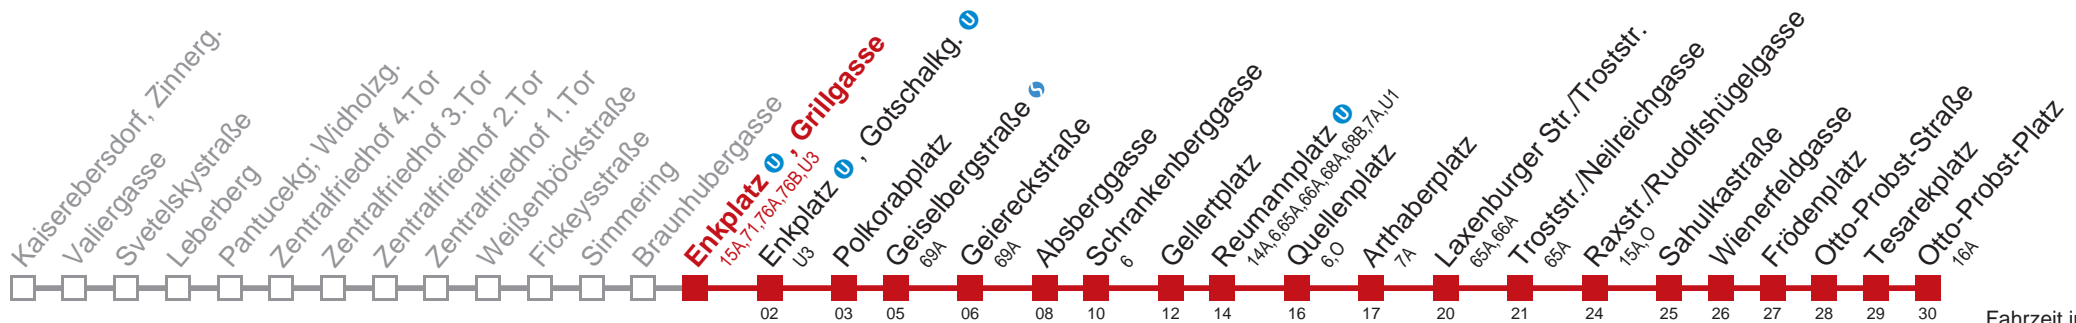 Kaiserebersdorf, Zinnerg.
Valiergasse
Svetelskystraße
Leberberg
Pantucekg; Widholzg.
Zentralfriedhof 4.Tor
Zentralfriedhof 3.Tor
Zentralfriedhof 2.Tor
Zentralfriedhof 1.Tor
Weißenböckstraße
Fickeysstraße
Simmering
Braunhubergasse
Enkplatz U , Grillgasse
15A,71,76A,76B,U3
Enkplatz U , Gotschalkg. U
U3
Polkorabplatz
Geiselbergstraße S
69A
Geiereckstraße
69A
Absberggasse
Schrankenberggasse
6
Gellertplatz
Reumannplatz U
14A,6,65A,66A,68A,68B,7A,U1
Quellenplatz
6,O
Arthaberplatz
7A
Laxenburger Str./Troststr.
65A,66A
Troststr./Neilreichgasse
65A
Raxstr./Rudolfshügelgasse
15A,O
Sahulkastraße
Wienerfeldgasse
Frödenplatz
Otto-Probst-Straße
Tesarekplatz
Otto-Probst-Platz
16A
02 03 05 06 08 10 12 14 16 17 20 21 24 25 26 27 28 29 30
Fahrzeit in